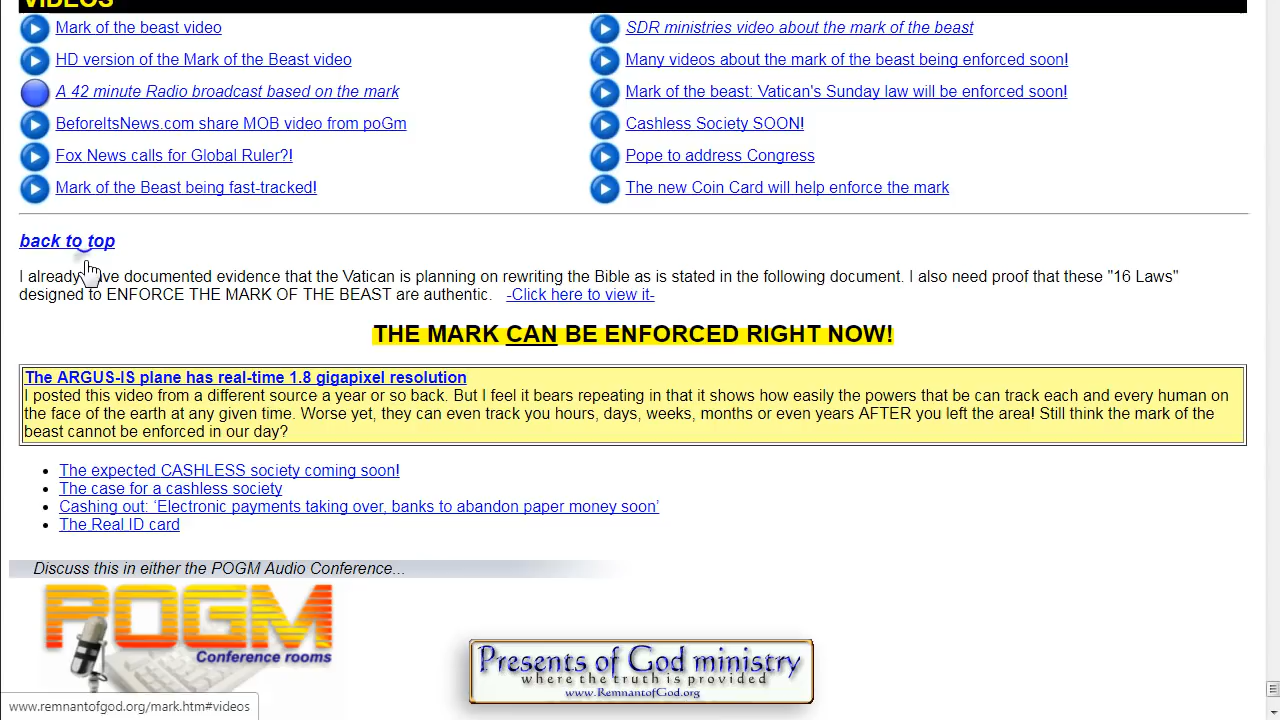 VIDEOS
Mark of the beast video
SDR ministries video about the mark of the beast
HD version of the Mark of the Beast video
Many videos about the mark of the beast being enforced soon!
A 42 minute Radio broadcast based on the mark
Mark of the beast: Vatican's Sunday law will be enforced soon!
BeforeItsNews.com share MOB video from poGm
Cashless Society SOON!
Fox News calls for Global Ruler?!
Pope to address Congress
Mark of the Beast being fast-tracked!
The new Coin Card will help enforce the mark
back to top
I already have documented evidence that the Vatican is planning on rewriting the Bible as is stated in the following document. I also need proof that these "16 Laws"
designed to ENFORCE THE MARK OF THE BEAST are authentic. -Click here to view it-
THE MARK CAN BE ENFORCED RIGHT NOW!
The ARGUS-IS plane has real-time 1.8 gigapixel resolution
I posted this video from a different source a year or so back. But I feel it bears repeating in that it shows how easily the powers that be can track each and every human on
the face of the earth at any given time. Worse yet, they can even track you hours, days, weeks, months or even years AFTER you left the area! Still think the mark of the
beast cannot be enforced in our day?
The expected CASHLESS society coming soon!
The case for a cashless society
Cashing out: ‘Electronic payments taking over, banks to abandon paper money soon’
The Real ID card
Discuss this in either the POGM Audio Conference...
POGM
Conference rooms
Presents of God ministry
where the truth is provided
www.RemnantofGod.org
www.remnantofgod.org/mark.htm#videos